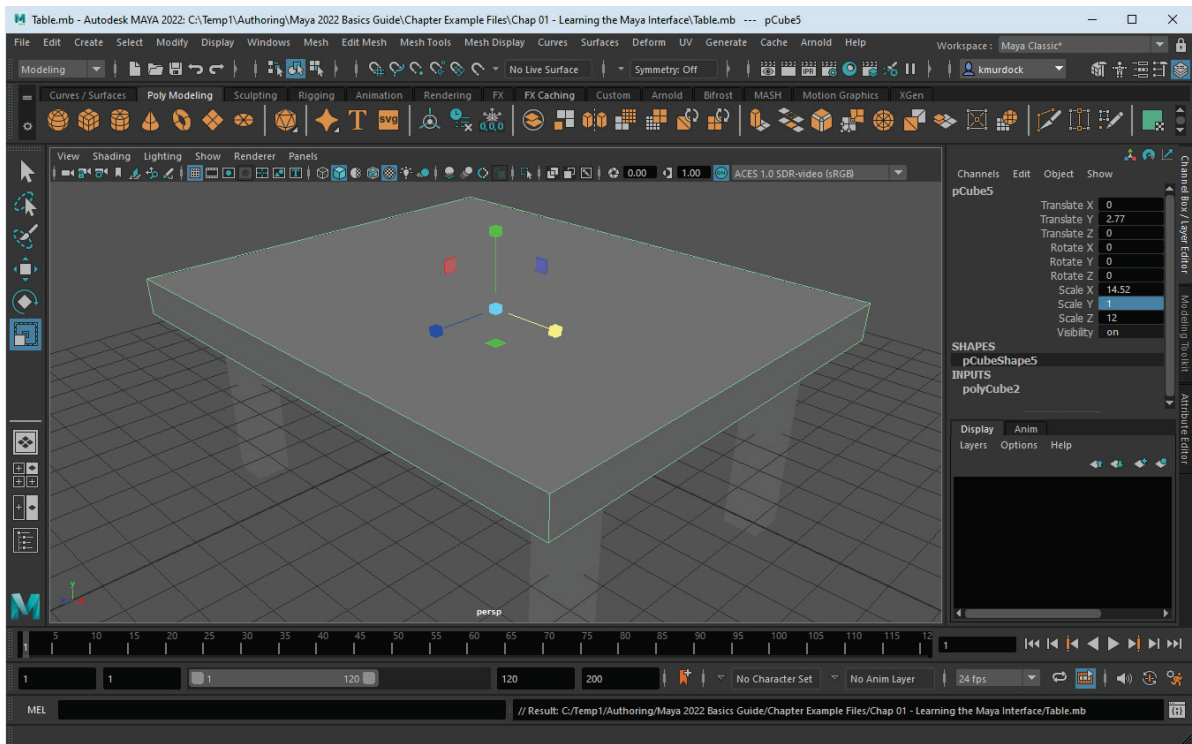 Table.mb - Autodesk MAYA 2022: C:\Temp1\Authoring\Maya 2022 Basics Guide\Chapter Example Files\Chap 01 - Learning the Maya Interface\Table.mb --- pCube5
File Edit Create Select Modify Display Windows Mesh Edit Mesh Mesh Tools Mesh Display Curves Surfaces Deform UV Generate Cache Arnold Help
Workspace : Maya Classic*
Modeling No Live Surface Symmetry: Off kmurdock
Curves / Surfaces Poly Modeling Sculpting Rigging Animation Rendering FX FX Caching Custom Arnold Bifrost MASH Motion Graphics XGen
T svg 0,0,0
View Shading Lighting Show Renderer Panels
0.00 1.00 ACES 1.0 SDR-video (sRGB)
Channels Edit Object Show
pCube5
Translate X 0
Translate Y 2.77
Translate Z 0
Rotate X 0
Rotate Y 0
Rotate Z 0
Scale X 14.52
Scale Y 1
Scale Z 12
Visibility on
SHAPES
pCubeShape5
INPUTS
polyCube2
Display Anim
Layers Options Help
Channel Box / Layer Editor
Modeling Toolkit
Attribute Editor
y
persp
M
1 5 10 15 20 25 30 35 40 45 50 55 60 65 70 75 80 85 90 95 100 105 110 115 12 1
1 1 1 120 120 200 No Character Set No Anim Layer 24 fps
MEL // Result: C:/Temp1/Authoring/Maya 2022 Basics Guide/Chapter Example Files/Chap 01 - Learning the Maya Interface/Table.mb